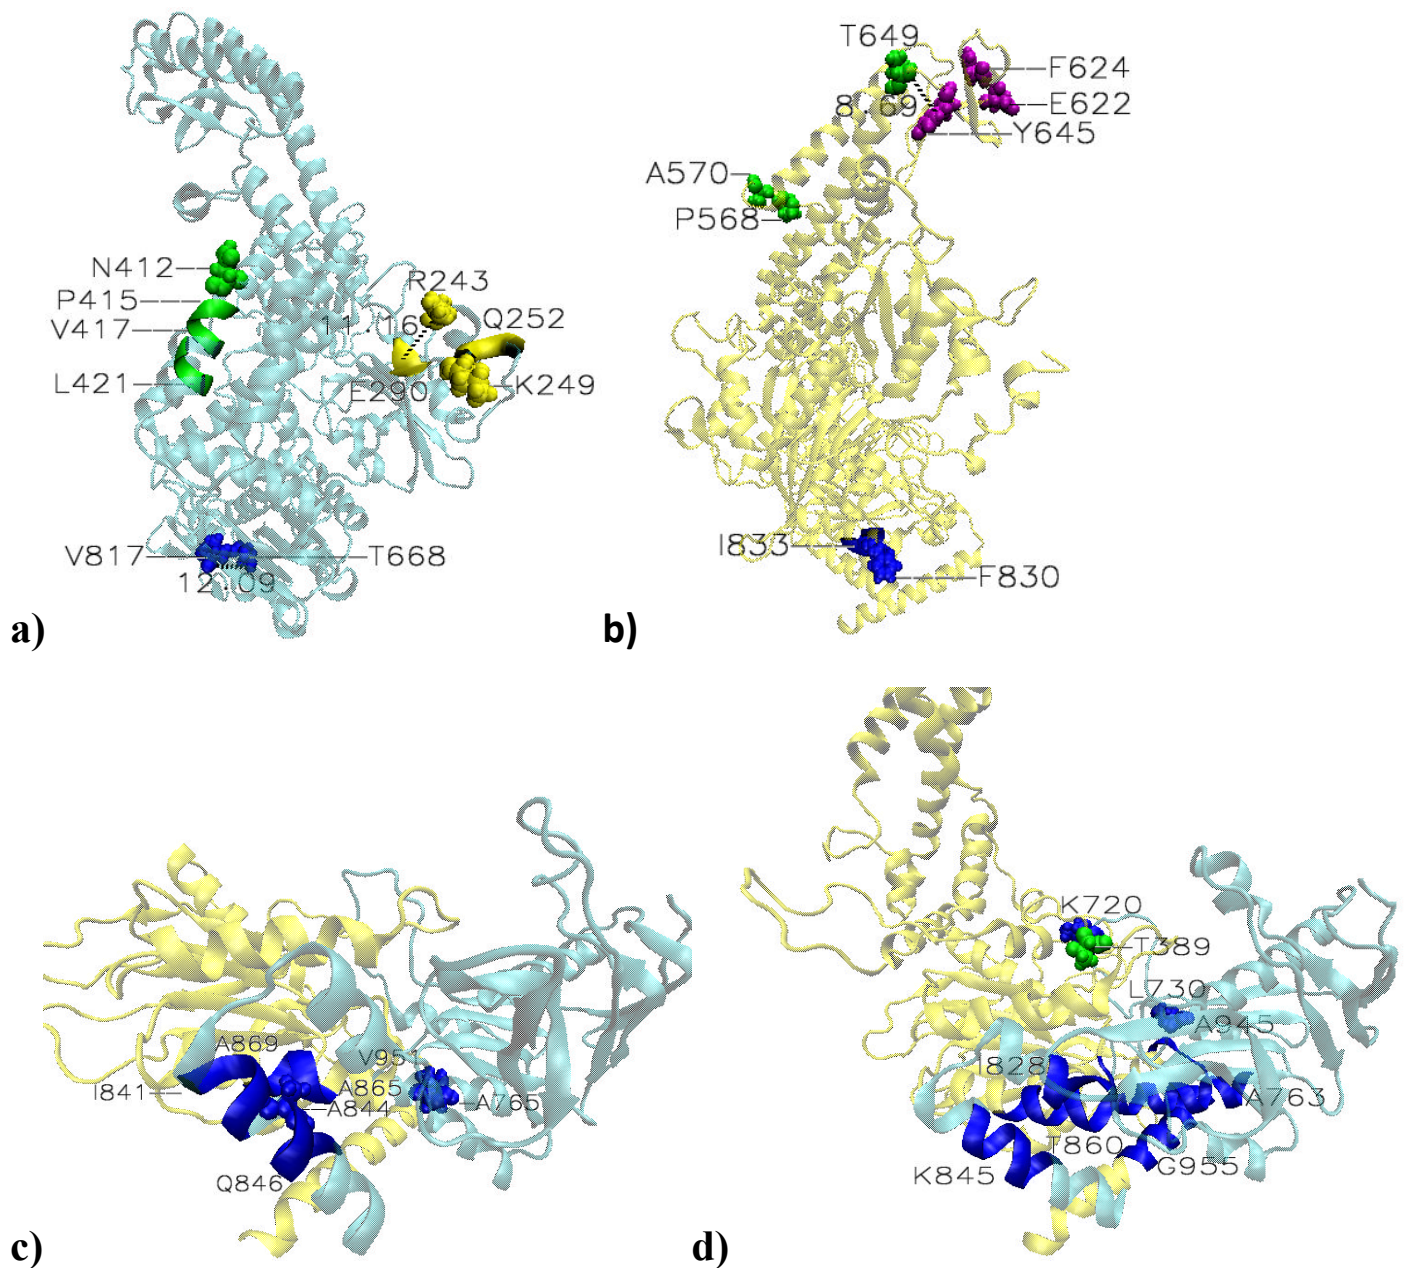 N412
P415
V417
L421
R243
11.16
Q252
E290
K249
V817
T668
12.09
a)
T649
F624
8.69
E622
Y645
A570
P568
I833
F830
b)
A869
V951
I841
A865
A844
A765
Q846
c)
K720
T389
L730
A945
I828
A763
T860
K845
G955
d)